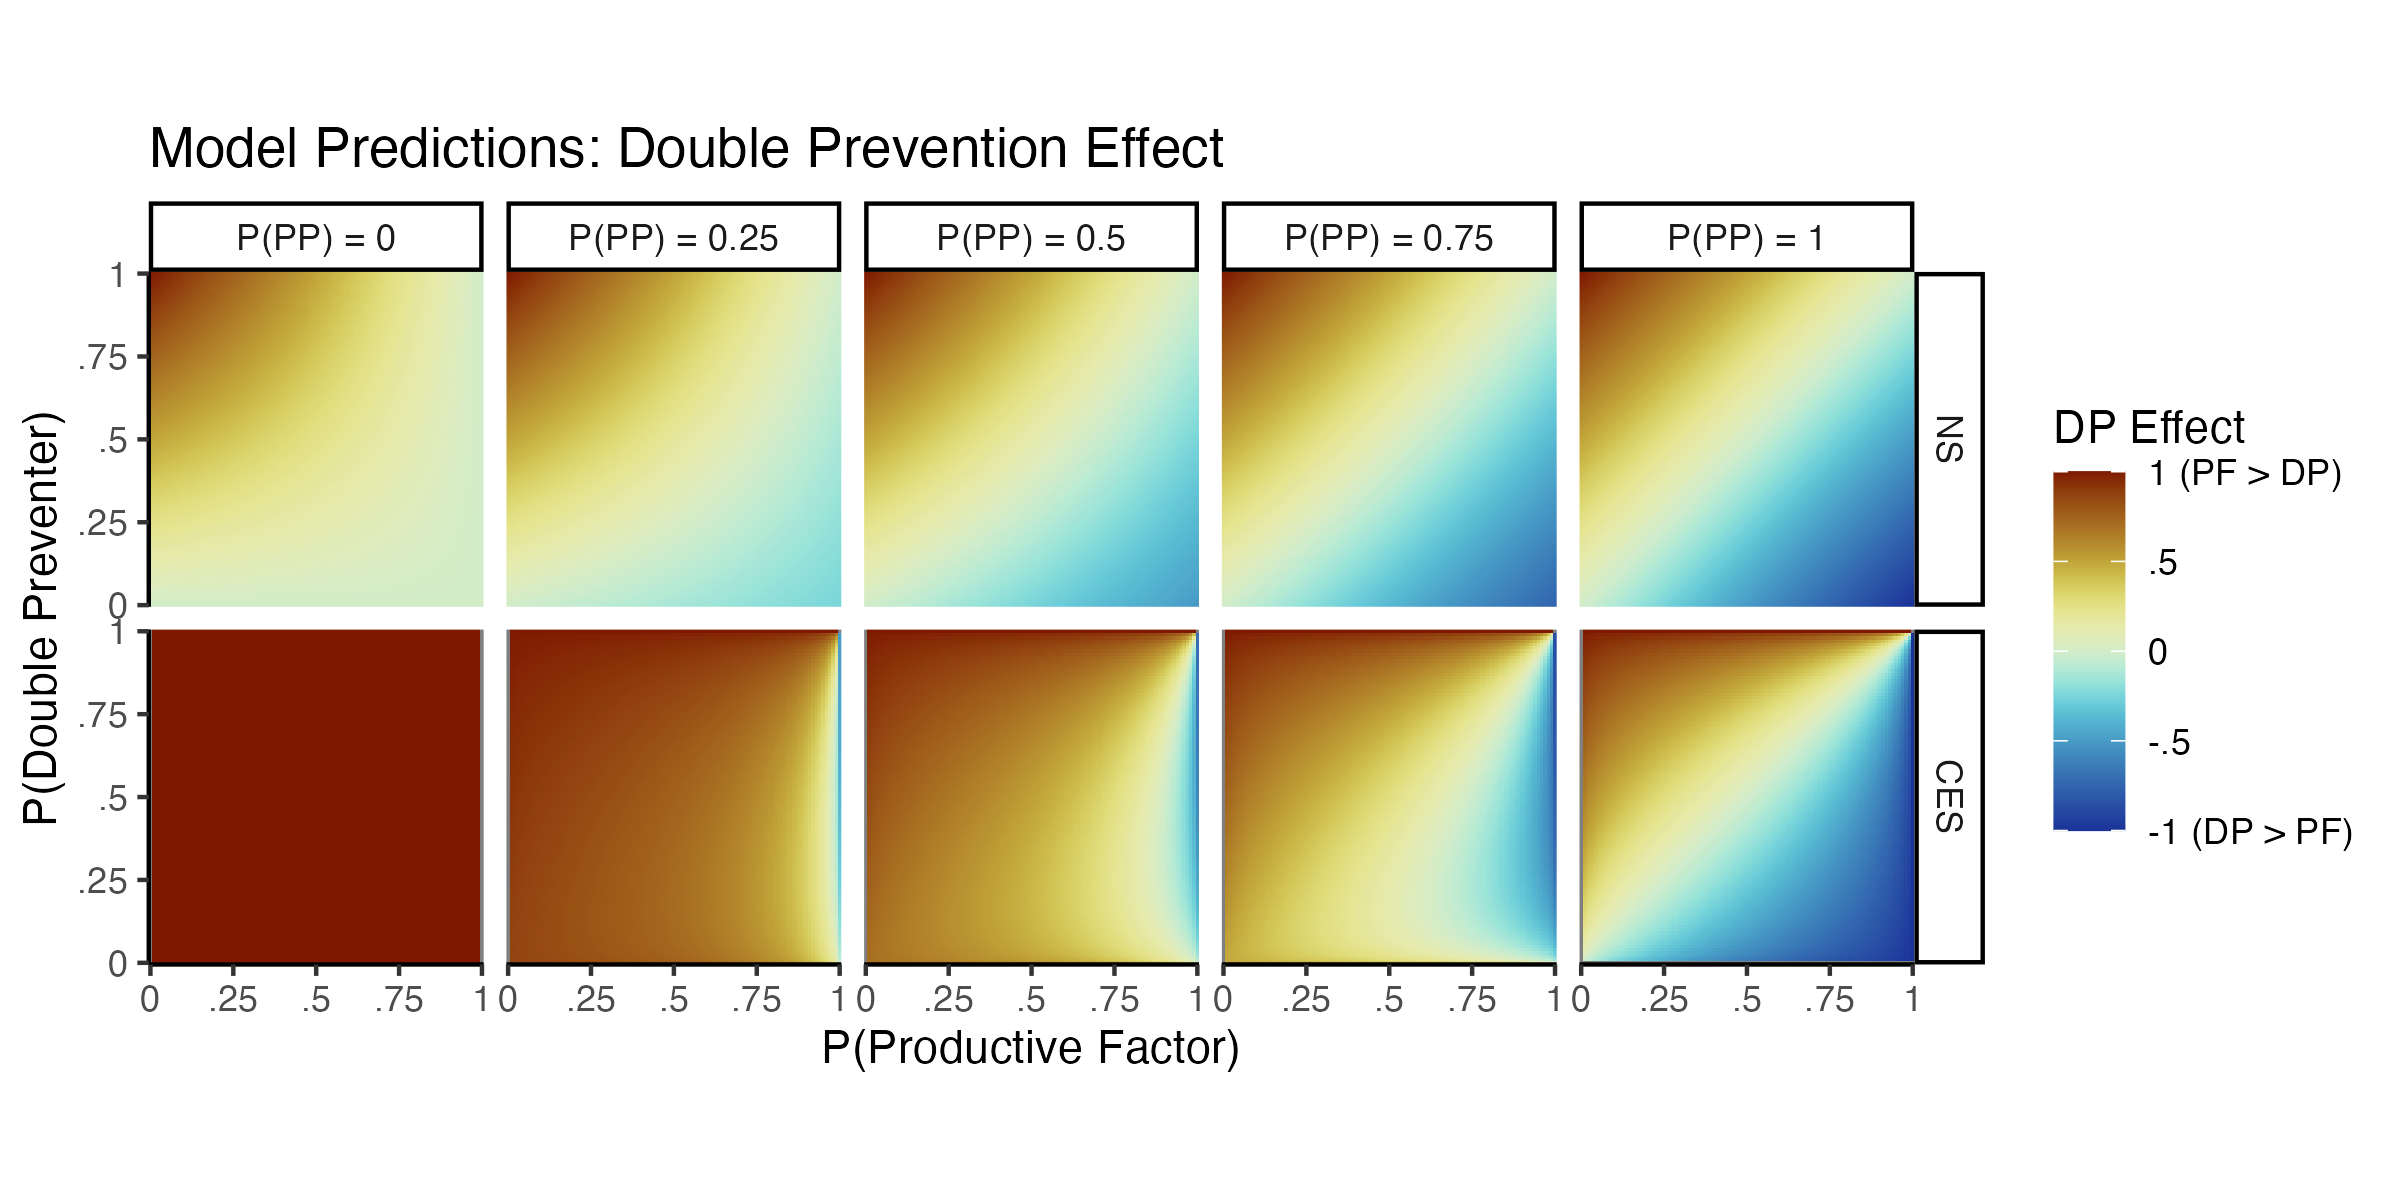 Model Predictions: Double Prevention Effect
P(PP) = 0 P(PP) = 0.25 P(PP) = 0.5 P(PP) = 0.75 P(PP) = 1
1
.75
.5
.25
0
NS
P(Double Preventer)
1
.75
.5
.25
0
CES
0 .25 .5 .75 1 0 .25 .5 .75 1 0 .25 .5 .75 1 0 .25 .5 .75 1 0 .25 .5 .75 1
P(Productive Factor)
DP Effect
1 (PF > DP)
.5
0
-.5
-1 (DP > PF)